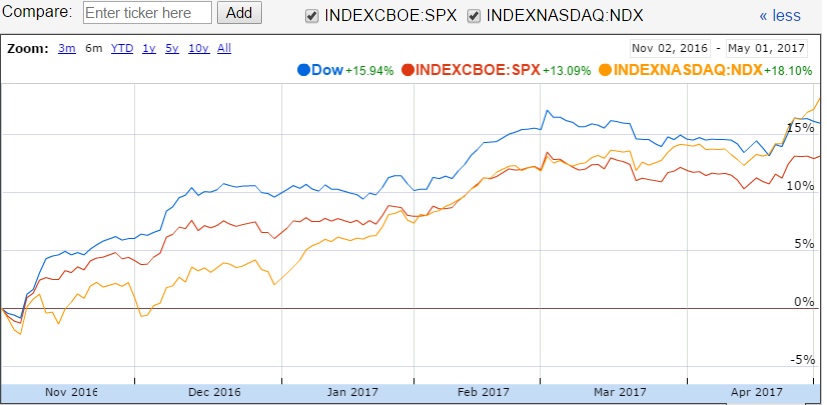 Compare: Enter ticker here Add INDEXCBOE:SPX INDEXNASDAQ:NDX « less
Zoom: 3m 6m YTD 1y 5y 10y All Nov 02, 2016 - May 01, 2017
Dow +15.94% INDEXCBOE:SPX +13.09% INDEXNASDAQ:NDX +18.10%
15%
10%
5%
0%
-5%
Nov 2016 Dec 2016 Jan 2017 Feb 2017 Mar 2017 Apr 2017